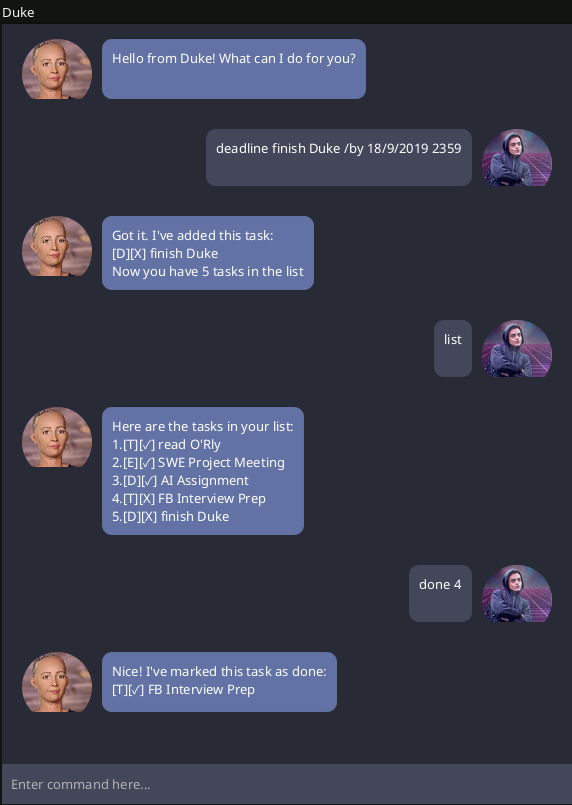 Duke
Hello from Duke! What can I do for you?
deadline finish Duke /by 18/9/2019 2359
Got it. I've added this task:
[D][X] finish Duke
Now you have 5 tasks in the list
list
Here are the tasks in your list:
1.[T][✓] read O'Rly
2.[E][✓] SWE Project Meeting
3.[D][✓] AI Assignment
4.[T][X] FB Interview Prep
5.[D][X] finish Duke
done 4
Nice! I've marked this task as done:
[T][✓] FB Interview Prep
Enter command here...